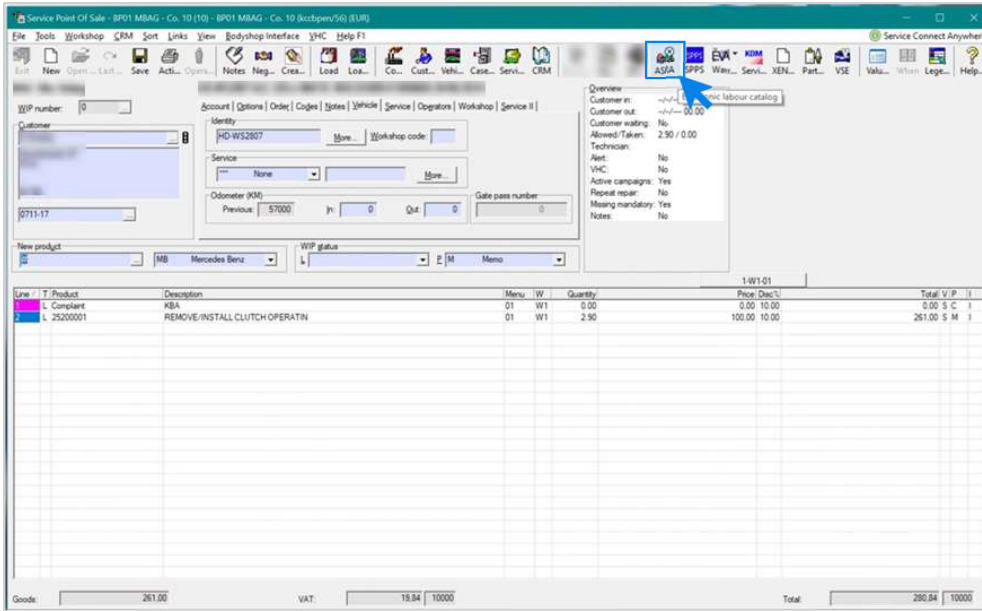 Service Point Of Sale - BP01 MBAG - Co. 10 (10) - BP01 MBAG - Co. 10 (kccbpen/56) (EUR)
File Tools Workshop CRM Sort Links View Bodyshop Interface VHC Help F1
Service Connect Anywher
Exit New Open... Last... Save Acti... Opera... Notes Neg... Crea... Load Loa... Co... Cust... Vehi... Case... Servi... CRM ASRA SPPS Warr... Servi... XEN... Part... VSE Valu... When Lege... Help...
SPPS EVA KDM
onic labour catalog
WIP number: 0 ...
Account | Options | Order | Codes | Notes | Vehicle | Service | Operators | Workshop | Service II |
Customer
...
0711-17 ...
Identity
HD-WS2807 More... Workshop code:
Service
*** None More...
Odometer (KM)
Previous: 57000 In: 0 Out: 0
Gate pass number
0
Overview
Customer in: --/--/--
Customer out: --/--/-- 00.00
Customer waiting: No
Allowed/Taken: 2.90 / 0.00
Technician:
Alert: No
VHC: No
Active campaigns: Yes
Repeat repair: No
Missing mandatory: Yes
Notes: No
New product
... MB Mercedes Benz
WIP status
L P M Memo
1-W1-01
Line / T Product Description Menu W Quantity Price Disc% Total V P I
1 L Complaint KBA 01 W1 0.00 0.00 10.00 0.00 S C I
2 L 25200001 REMOVE/INSTALL CLUTCH OPERATIN 01 W1 2.90 100.00 10.00 261.00 S M I
Goods: 261,00 VAT: 19,84 10000 Total: 280,84 10000